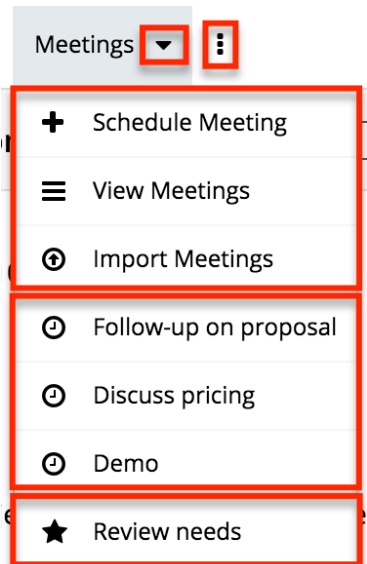 Meetings
Schedule Meeting
View Meetings
Import Meetings
Follow-up on proposal
Discuss pricing
Demo
Review needs